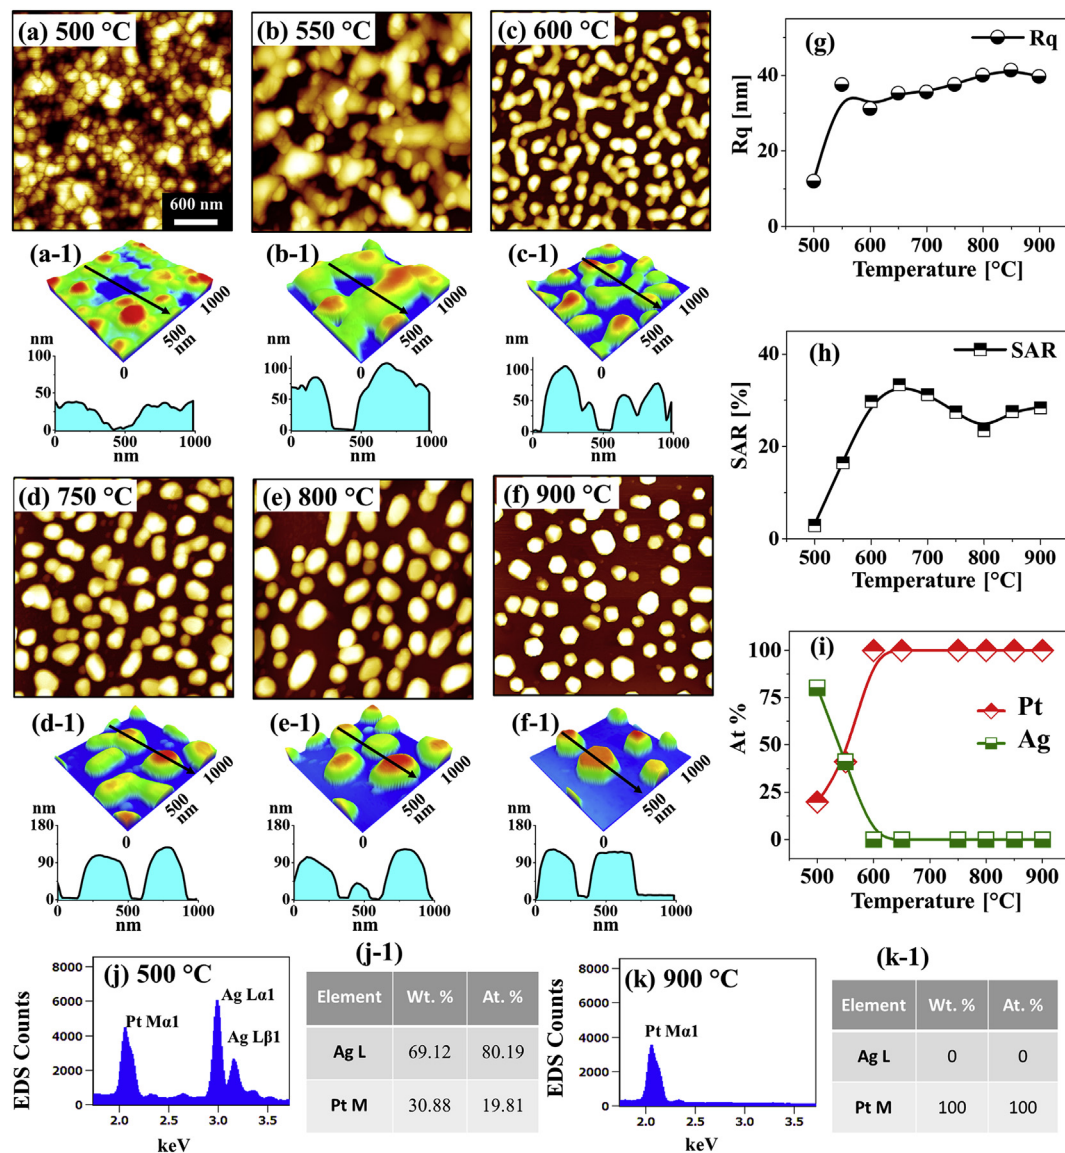 (a) 500 °C
600 nm
(b) 550 °C
(c) 600 °C
(g)
Rq
Rq [nm]
60
40
20
0
500 600 700 800 900
Temperature [°C]
(a-1)
1000
500
nm
0
nm
100
50
0
0 500 1000
nm
(b-1)
1000
500
nm
0
100
50
0
0 500 1000
nm
(c-1)
1000
500
nm
0
100
50
0
0 500 1000
nm
(h)
SAR
SAR [%]
40
20
0
500 600 700 800 900
Temperature [°C]
(d) 750 °C
(e) 800 °C
(f) 900 °C
(d-1)
1000
500
nm
0
nm
180
90
0
0 500 1000
nm
(e-1)
1000
500
nm
0
180
90
0
0 500 1000
nm
(f-1)
1000
500
nm
0
180
90
0
0 500 1000
nm
(i)
Pt
Ag
At %
100
75
50
25
0
500 600 700 800 900
Temperature [°C]
(j) 500 °C
Pt Mα1
Ag Lα1
Ag Lβ1
EDS Counts
8000
6000
4000
2000
0
2.0 3.0 3.5
keV
(j-1)
Element Wt. % At. %
Ag L 69.12 80.19
Pt M 30.88 19.81
(k) 900 °C
Pt Mα1
EDS Counts
8000
6000
4000
2000
0
2.0 3.0 3.5
keV
(k-1)
Element Wt. % At. %
Ag L 0 0
Pt M 100 100